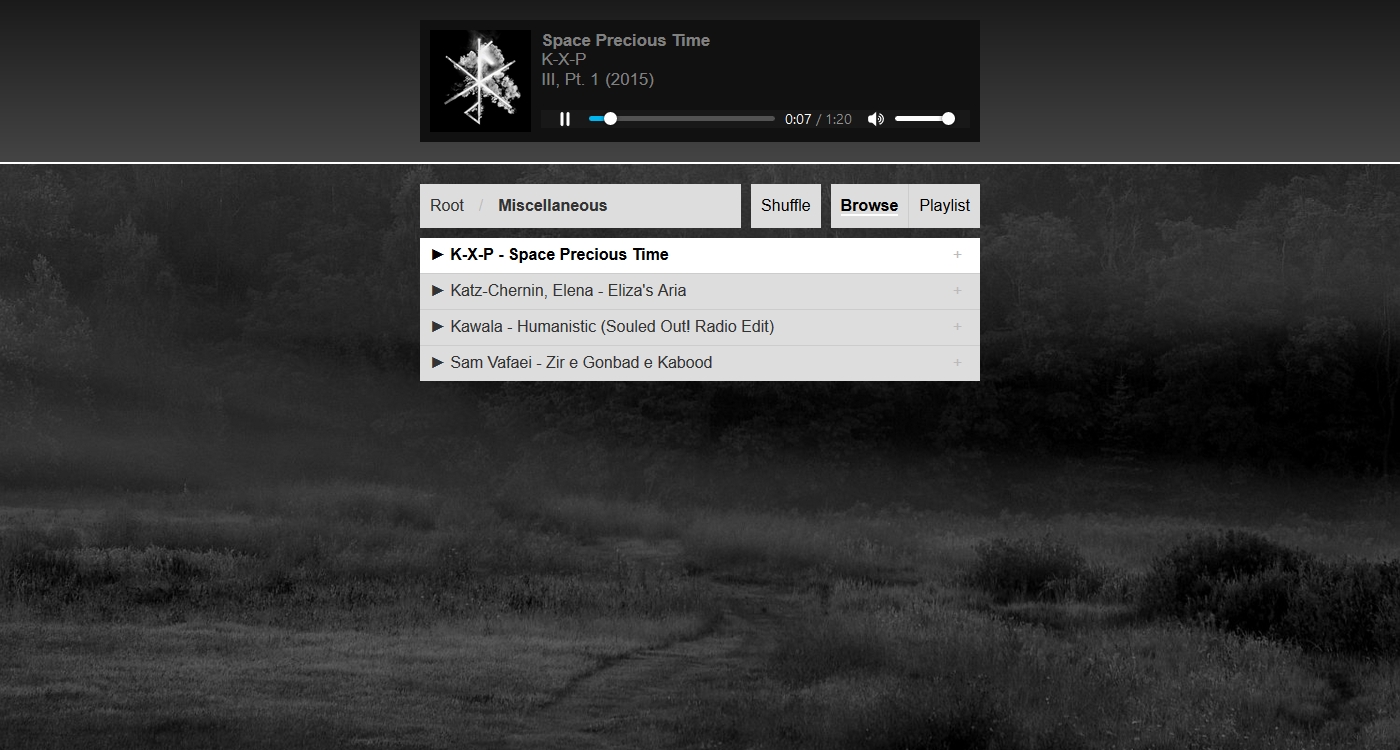 Space Precious Time
K-X-P
III, Pt. 1 (2015)
0:07 / 1:20
Root / Miscellaneous
Shuffle
Browse
Playlist
▶ K-X-P - Space Precious Time +
▶ Katz-Chernin, Elena - Eliza's Aria +
▶ Kawala - Humanistic (Souled Out! Radio Edit) +
▶ Sam Vafaei - Zir e Gonbad e Kabood +